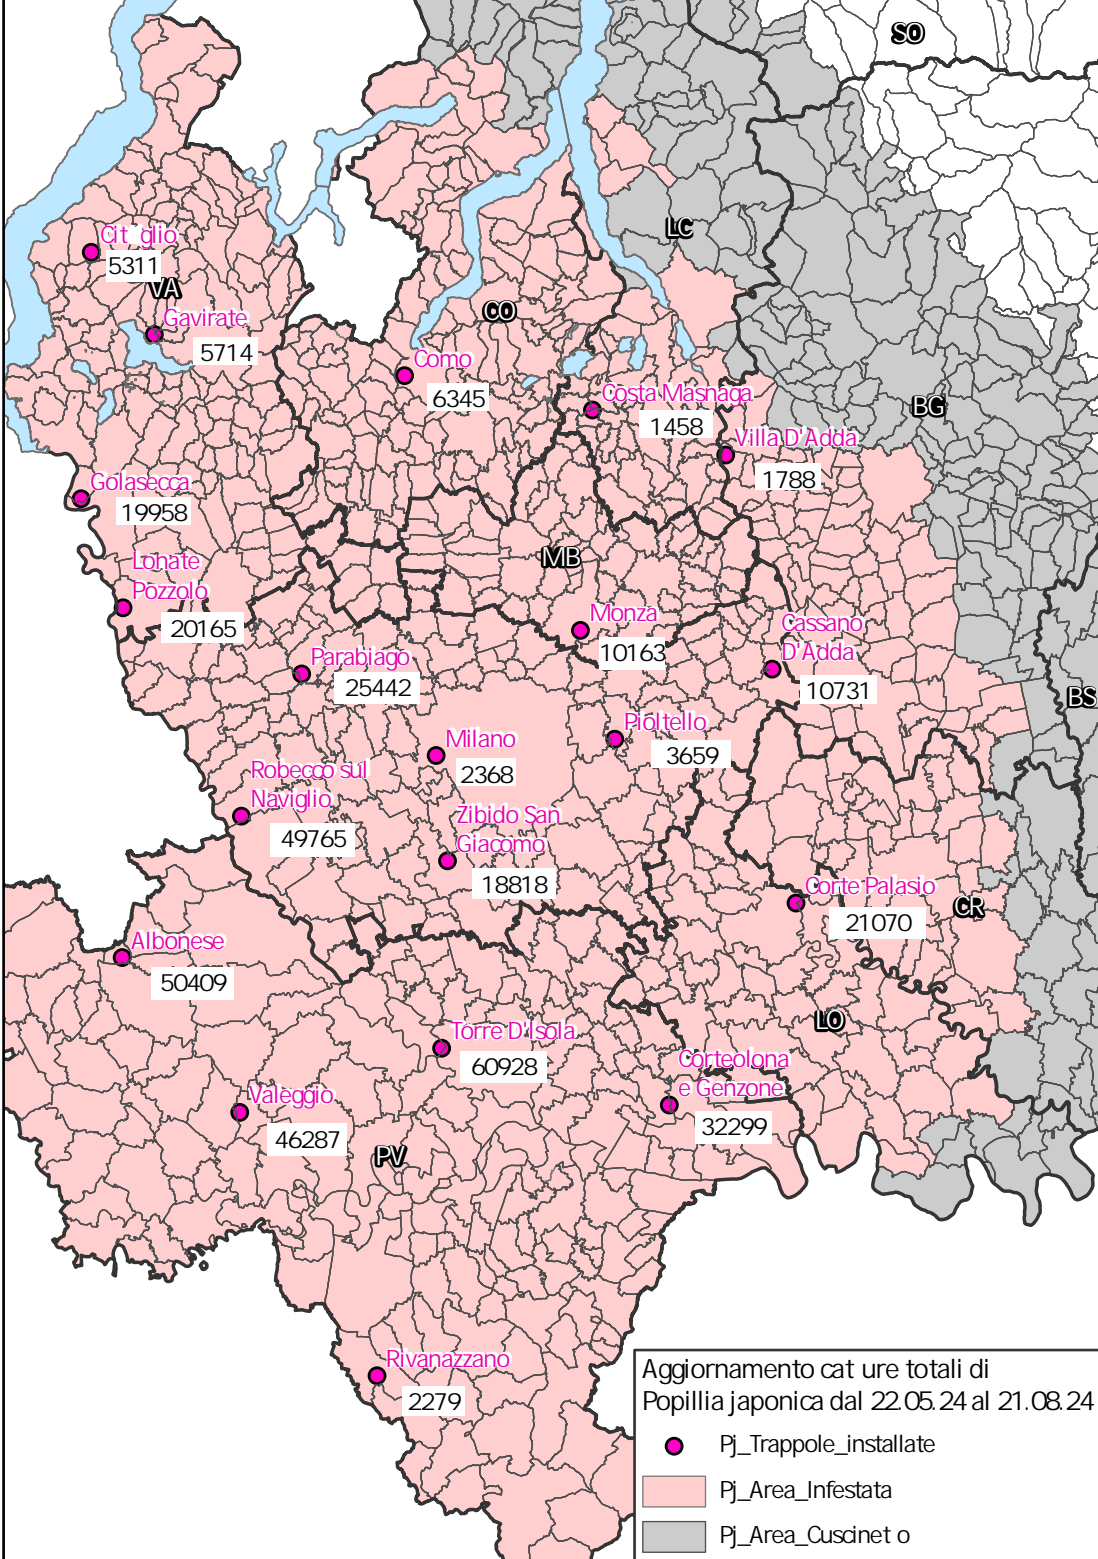 SO
LC
Cit glio
5311
VA
Gavirate
5714
CO
Como
6345
Costa Masnaga
1458
BG
Villa D'Adda
1788
Golasecca
19958
Lonate
Pozzolo
20165
MB
Monza
10163
Cassano
D'Adda
10731
Parabiago
25442
BS
Pioltello
3659
Milano
2368
Robecco sul
Naviglio
49765
Zibido San
Giacomo
18818
Corte Palasio
21070
CR
Albonese
50409
LO
Torre D'Isola
60928
Corteolona
e Genzone
32299
Valeggio
46287
PV
Rivanazzano
2279
Aggiornamento cat ure totali di
Popillia japonica dal 22.05.24 al 21.08.24
Pj_Trappole_installate
Pj_Area_Infestata
Pj_Area_Cuscinet o